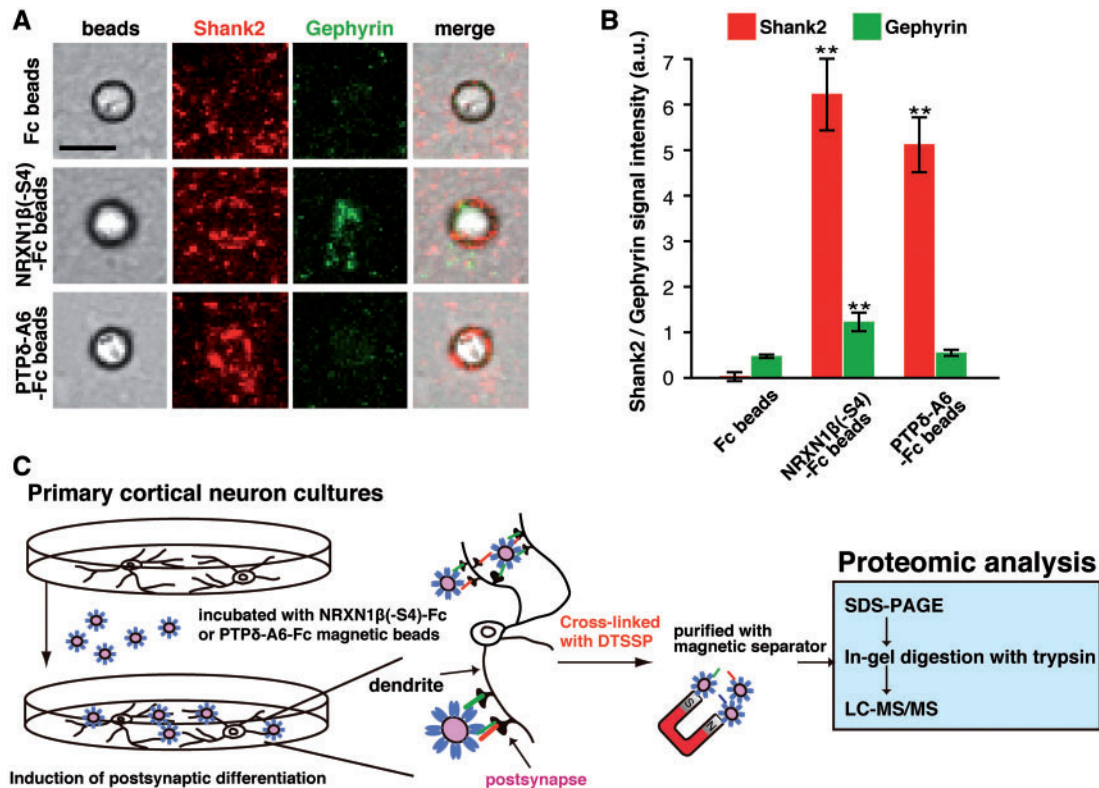 A
beads
Shank2
Gephyrin
merge
Fc beads
NRXN1β(-S4)
-Fc beads
PTPδ-A6
-Fc beads
B
Shank2
Gephyrin
Shank2 / Gephyrin signal intensity (a.u.)
7
6
5
4
3
2
1
0
**
**
**
Fc beads
NRXN1β(-S4)
-Fc beads
PTPδ-A6
-Fc beads
C
Primary cortical neuron cultures
incubated with NRXN1β(-S4)-Fc
or PTPδ-A6-Fc magnetic beads
Induction of postsynaptic differentiation
dendrite
postsynapse
Cross-linked
with DTSSP
purified with
magnetic separator
S
N
Proteomic analysis
SDS-PAGE
In-gel digestion with trypsin
LC-MS/MS